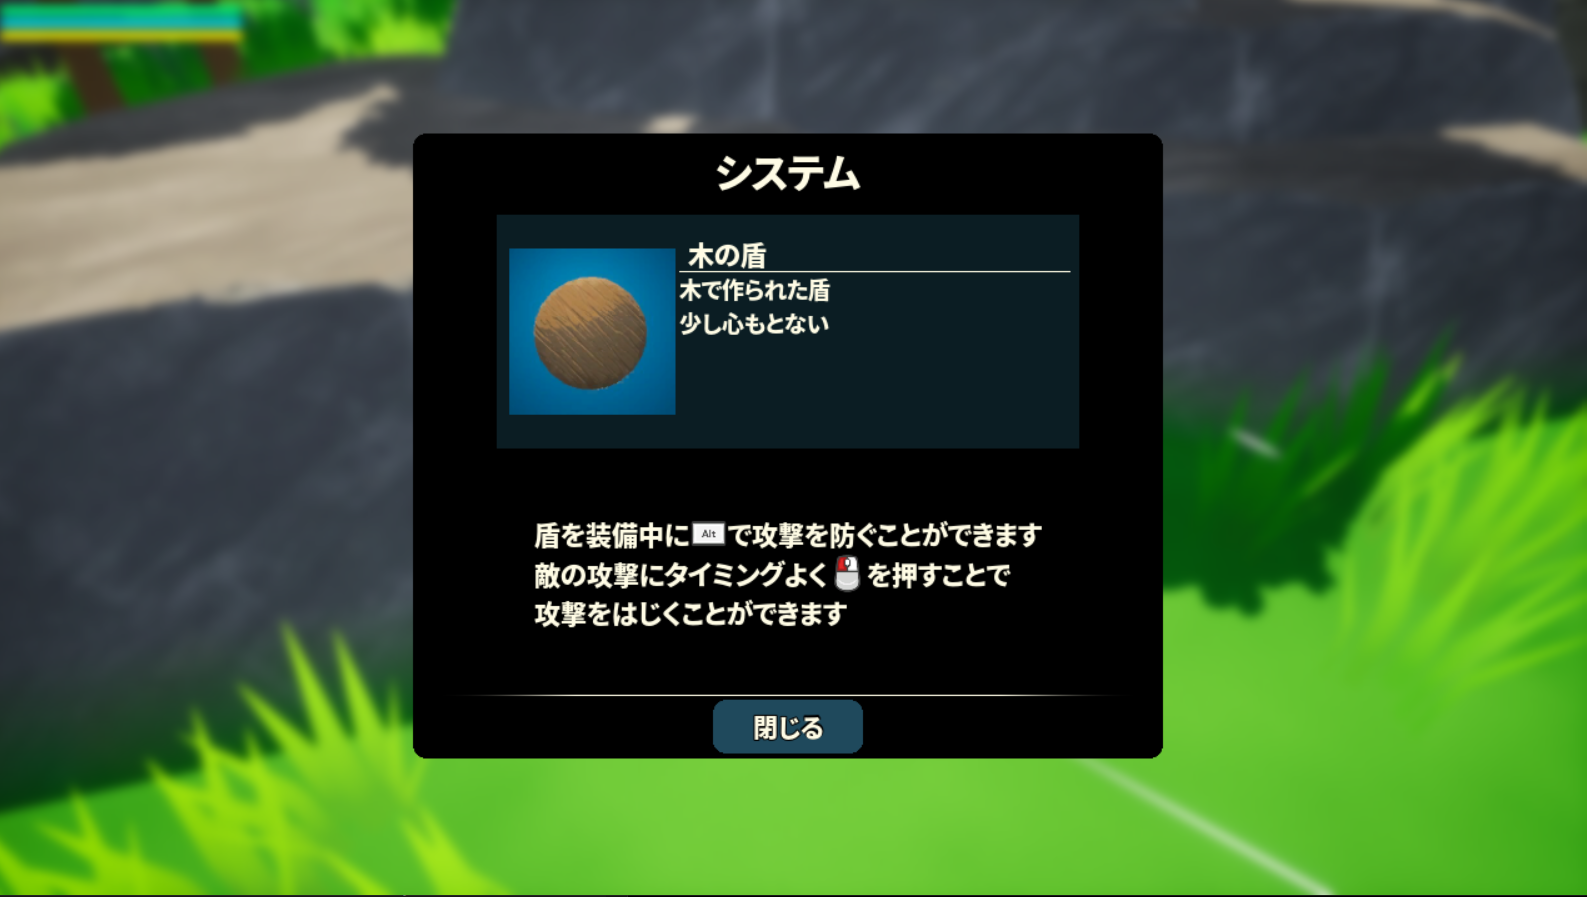 システム
木の盾
木で作られた盾
少し心もとない
盾を装備中にAltで攻撃を防ぐことができます
敵の攻撃にタイミングよくを押すことで
攻撃をはじくことができます
閉じる